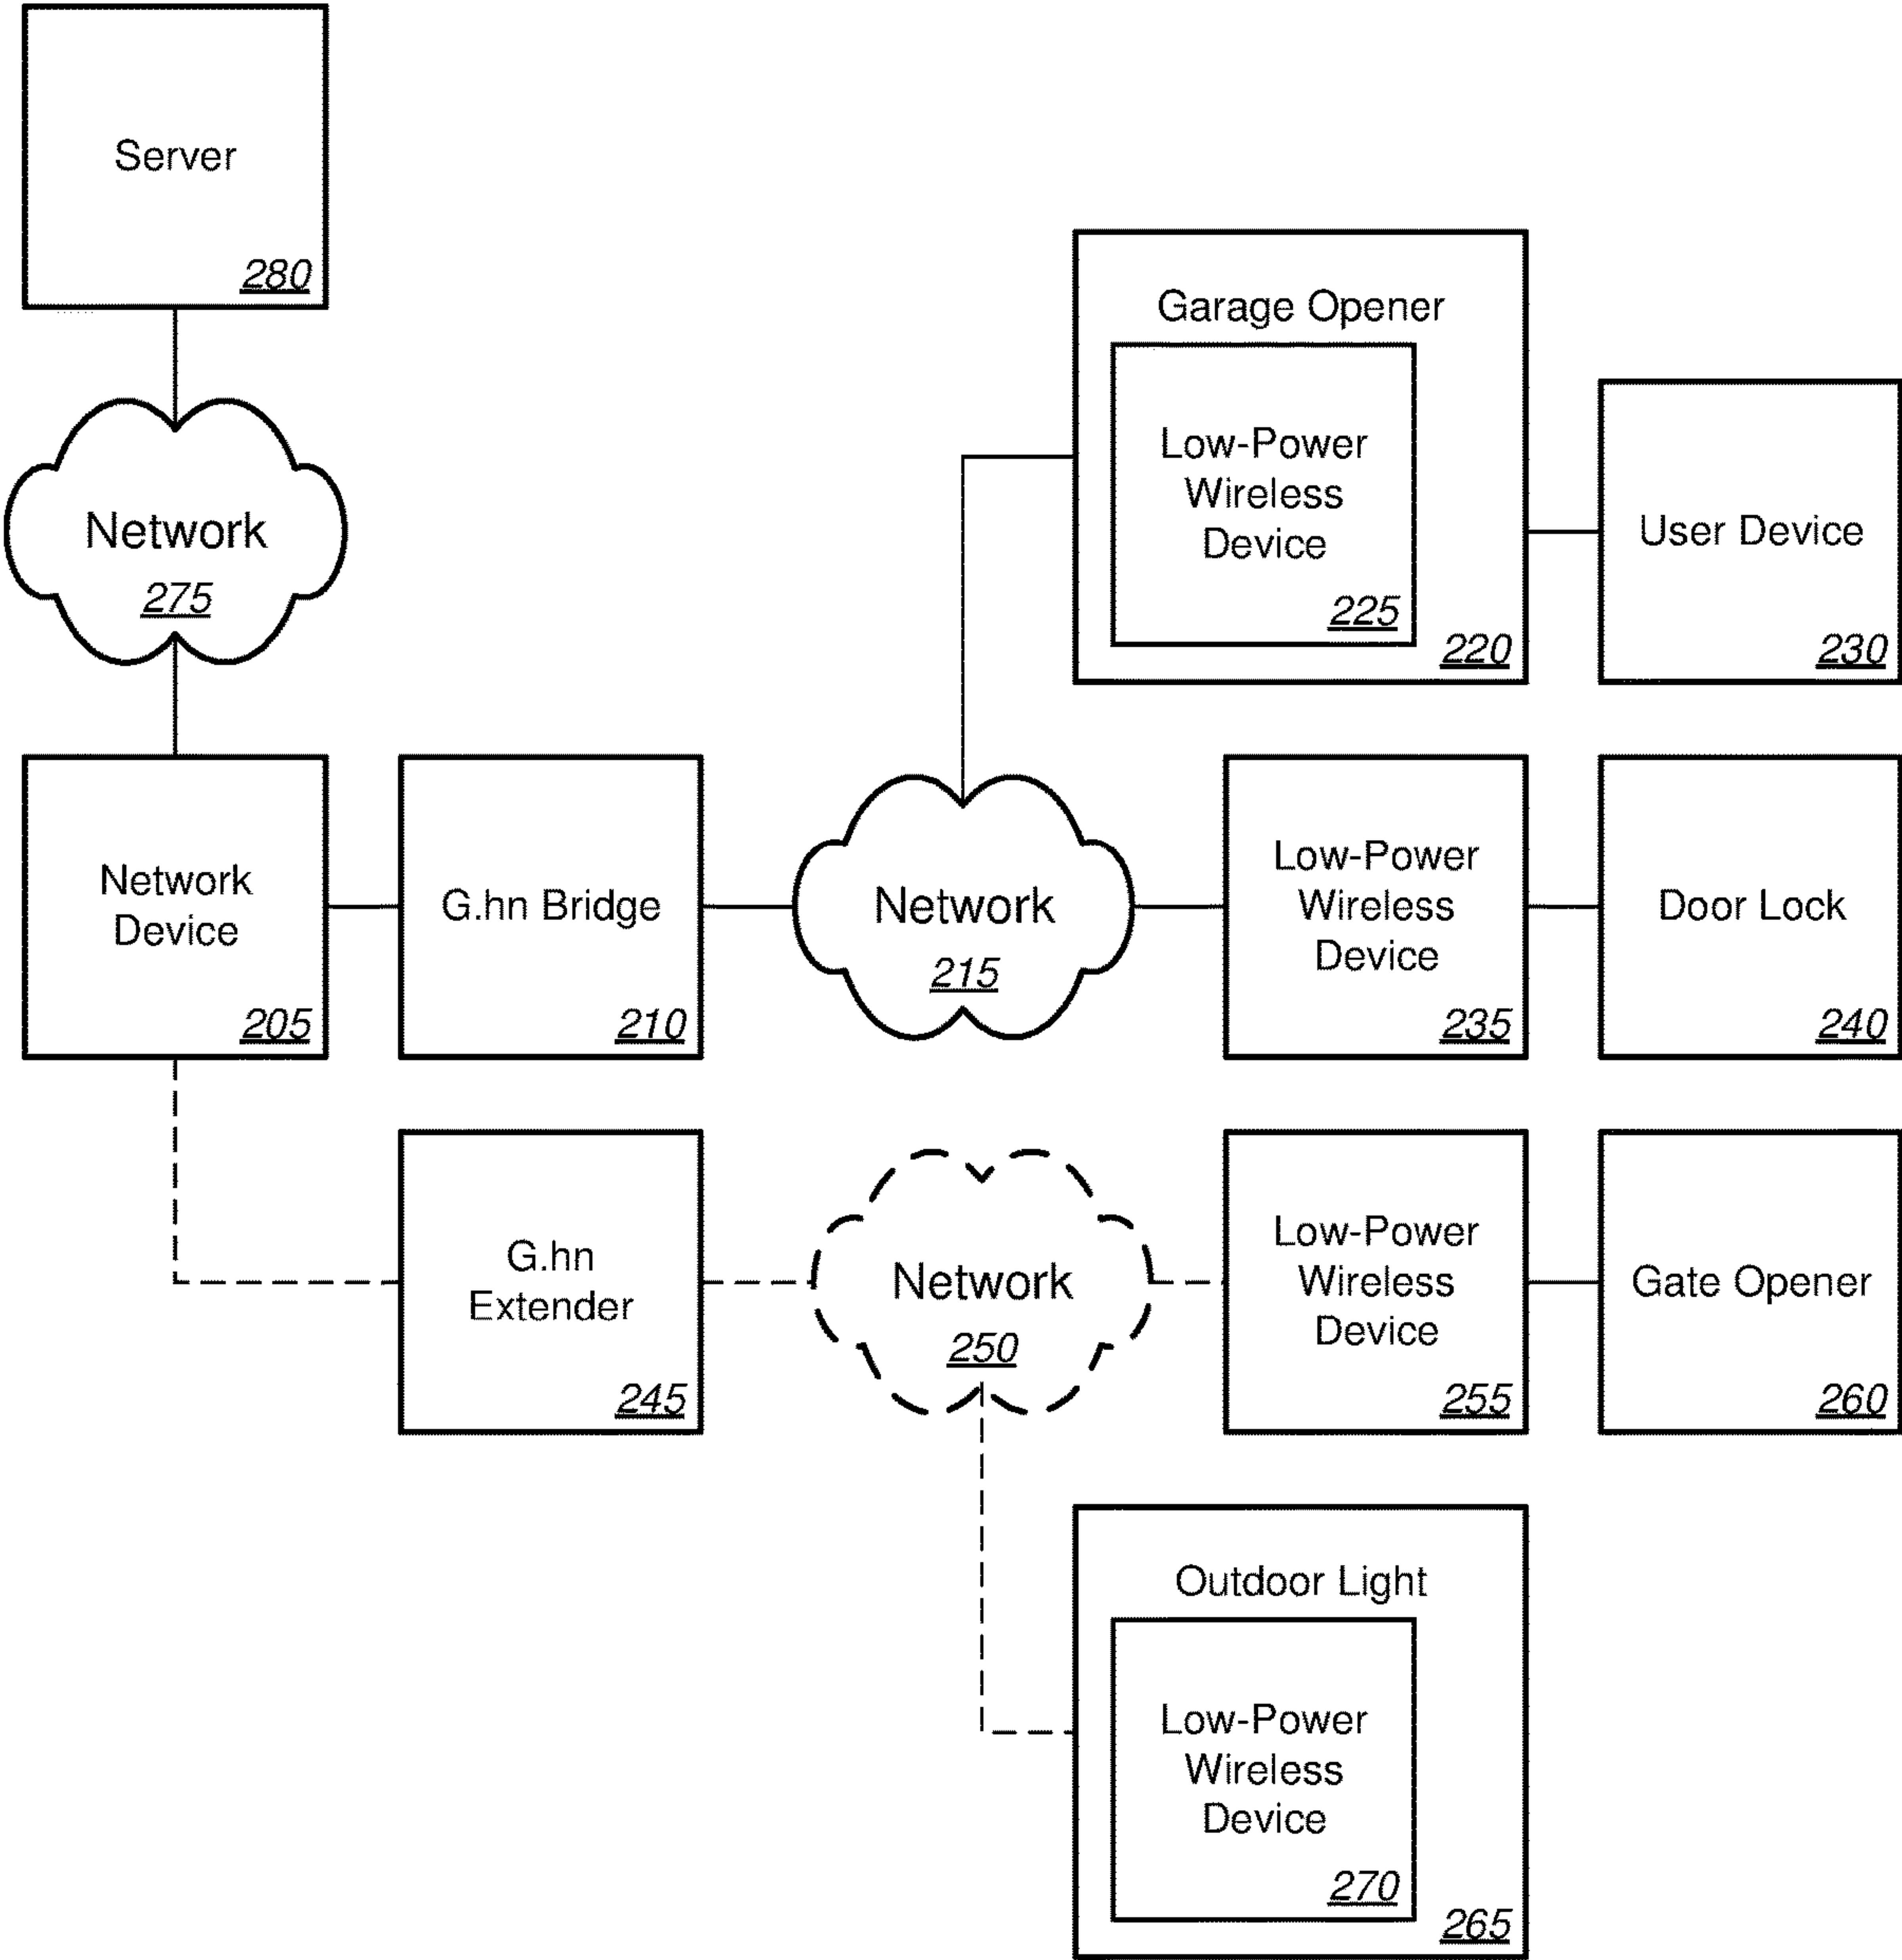 Server
280
Network
275
Garage Opener
Low-Power
Wireless
Device
225
220
User Device
230
Network
Device
205
G.hn Bridge
210
Network
215
Low-Power
Wireless
Device
235
Door Lock
240
G.hn
Extender
245
Network
250
Low-Power
Wireless
Device
255
Gate Opener
260
Outdoor Light
Low-Power
Wireless
Device
270
265